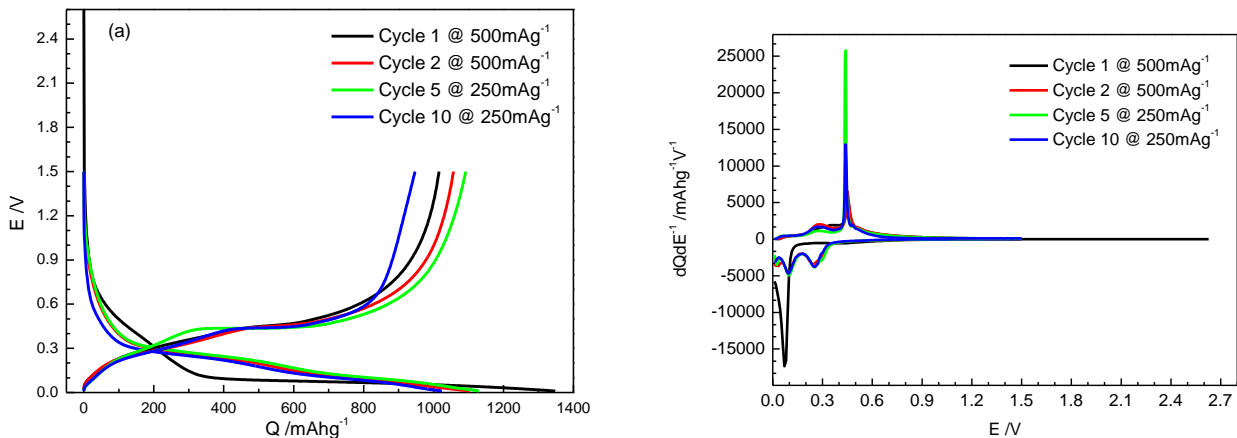 (a)
Cycle 1 @ 500mAg⁻¹
Cycle 2 @ 500mAg⁻¹
Cycle 5 @ 250mAg⁻¹
Cycle 10 @ 250mAg⁻¹
2.4
2.1
1.8
1.5
1.2
0.9
0.6
0.3
0.0
E /V
0 200 400 600 800 1000 1200 1400
Q /mAhg⁻¹
Cycle 1 @ 500mAg⁻¹
Cycle 2 @ 500mAg⁻¹
Cycle 5 @ 250mAg⁻¹
Cycle 10 @ 250mAg⁻¹
25000
20000
15000
10000
5000
0
-5000
-10000
-15000
dQdE⁻¹ /mAhg⁻¹V⁻¹
0.0 0.3 0.6 0.9 1.2 1.5 1.8 2.1 2.4 2.7
E /V